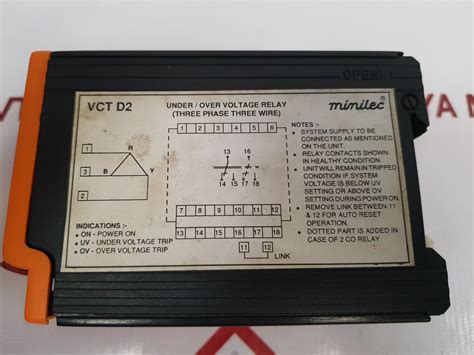 OPEN
VCT D2
UNDER / OVER VOLTAGE RELAY
(THREE PHASE THREE WIRE)
minilec
1
R
B
3
Y
2
1 2 3 4 5 6
13 16
14 15 17 18
7 8 9 10 11 12
13 14 15 16 17 18
11 12
LINK
INDICATIONS :
• ON - POWER ON
• UV - UNDER VOLTAGE TRIP
• OV - OVER VOLTAGE TRIP
NOTES :-
• SYSTEM SUPPLY TO BE
CONNECTED AS MENTIONED
ON THE UNIT.
• RELAY CONTACTS SHOWN
IN HEALTHY CONDITION.
• UNIT WILL REMAIN IN TRIPPED
CONDITION IF SYSTEM
VOLTAGE IS BELOW UV
SETTING OR ABOVE OV
SETTING DURING POWER ON.
• REMOVE LINK BETWEEN 11
& 12 FOR AUTO RESET
OPERATION.
• DOTTED PART IS ADDED IN
CASE OF 2 CO RELAY